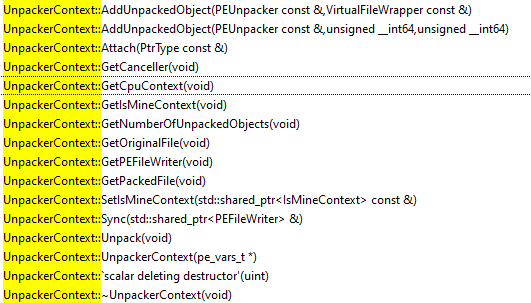 UnpackerContext::AddUnpackedObject(PEUnpacker const &,VirtualFileWrapper const &)
UnpackerContext::AddUnpackedObject(PEUnpacker const &,unsigned __int64,unsigned __int64)
UnpackerContext::Attach(PtrType const &)
UnpackerContext::GetCanceller(void)
UnpackerContext::GetCpuContext(void)
UnpackerContext::GetIsMineContext(void)
UnpackerContext::GetNumberOfUnpackedObjects(void)
UnpackerContext::GetOriginalFile(void)
UnpackerContext::GetPEFileWriter(void)
UnpackerContext::GetPackedFile(void)
UnpackerContext::SetIsMineContext(std::shared_ptr<IsMineContext> const &)
UnpackerContext::Sync(std::shared_ptr<PEFileWriter> &)
UnpackerContext::Unpack(void)
UnpackerContext::UnpackerContext(pe_vars_t *)
UnpackerContext::`scalar deleting destructor'(uint)
UnpackerContext::~UnpackerContext(void)